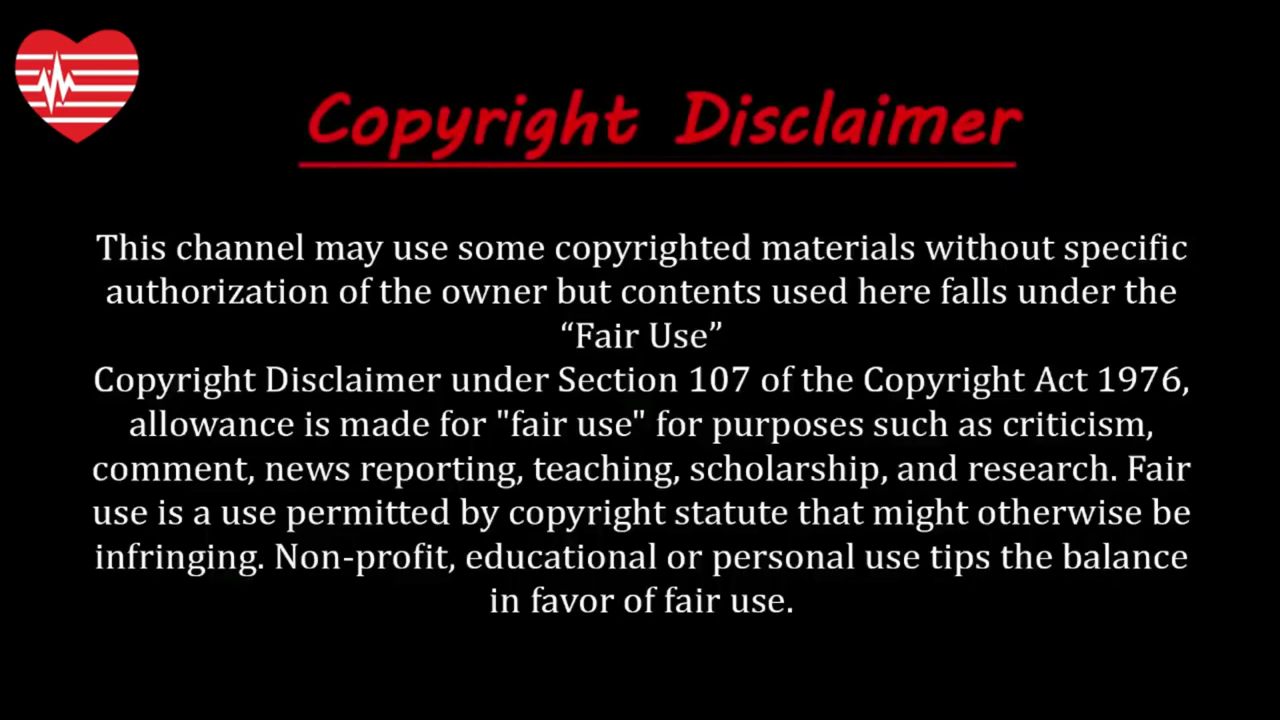 Copyright Disclaimer
This channel may use some copyrighted materials without specific
authorization of the owner but contents used here falls under the
“Fair Use”
Copyright Disclaimer under Section 107 of the Copyright Act 1976,
allowance is made for "fair use" for purposes such as criticism,
comment, news reporting, teaching, scholarship, and research. Fair
use is a use permitted by copyright statute that might otherwise be
infringing. Non-profit, educational or personal use tips the balance
in favor of fair use.